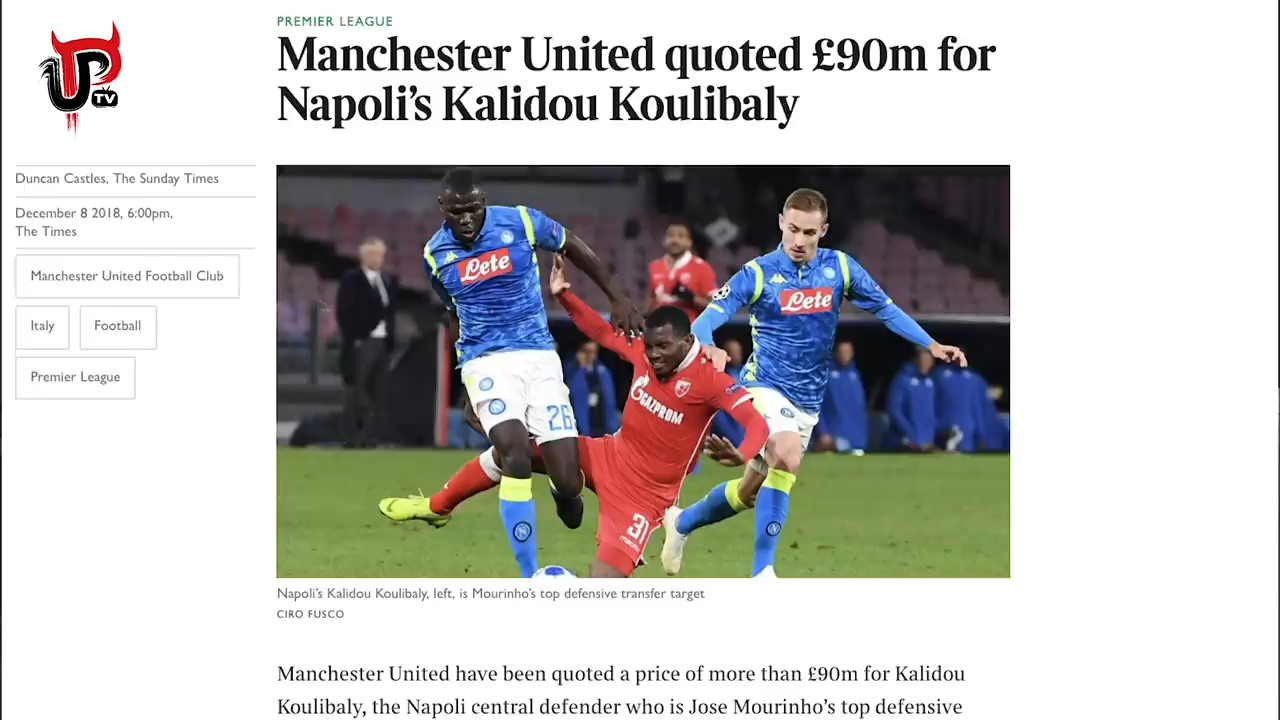 UP
TV
PREMIER LEAGUE
Manchester United quoted £90m for
Napoli’s Kalidou Koulibaly
Duncan Castles, The Sunday Times
December 8 2018, 6:00pm,
The Times
Manchester United Football Club
Italy
Football
Premier League
Lete
Lete
GAZPROM
26
31
macron
Napoli’s Kalidou Koulibaly, left, is Mourinho’s top defensive transfer target
CIRO FUSCO
Manchester United have been quoted a price of more than £90m for Kalidou
Koulibaly, the Napoli central defender who is Jose Mourinho’s top defensive